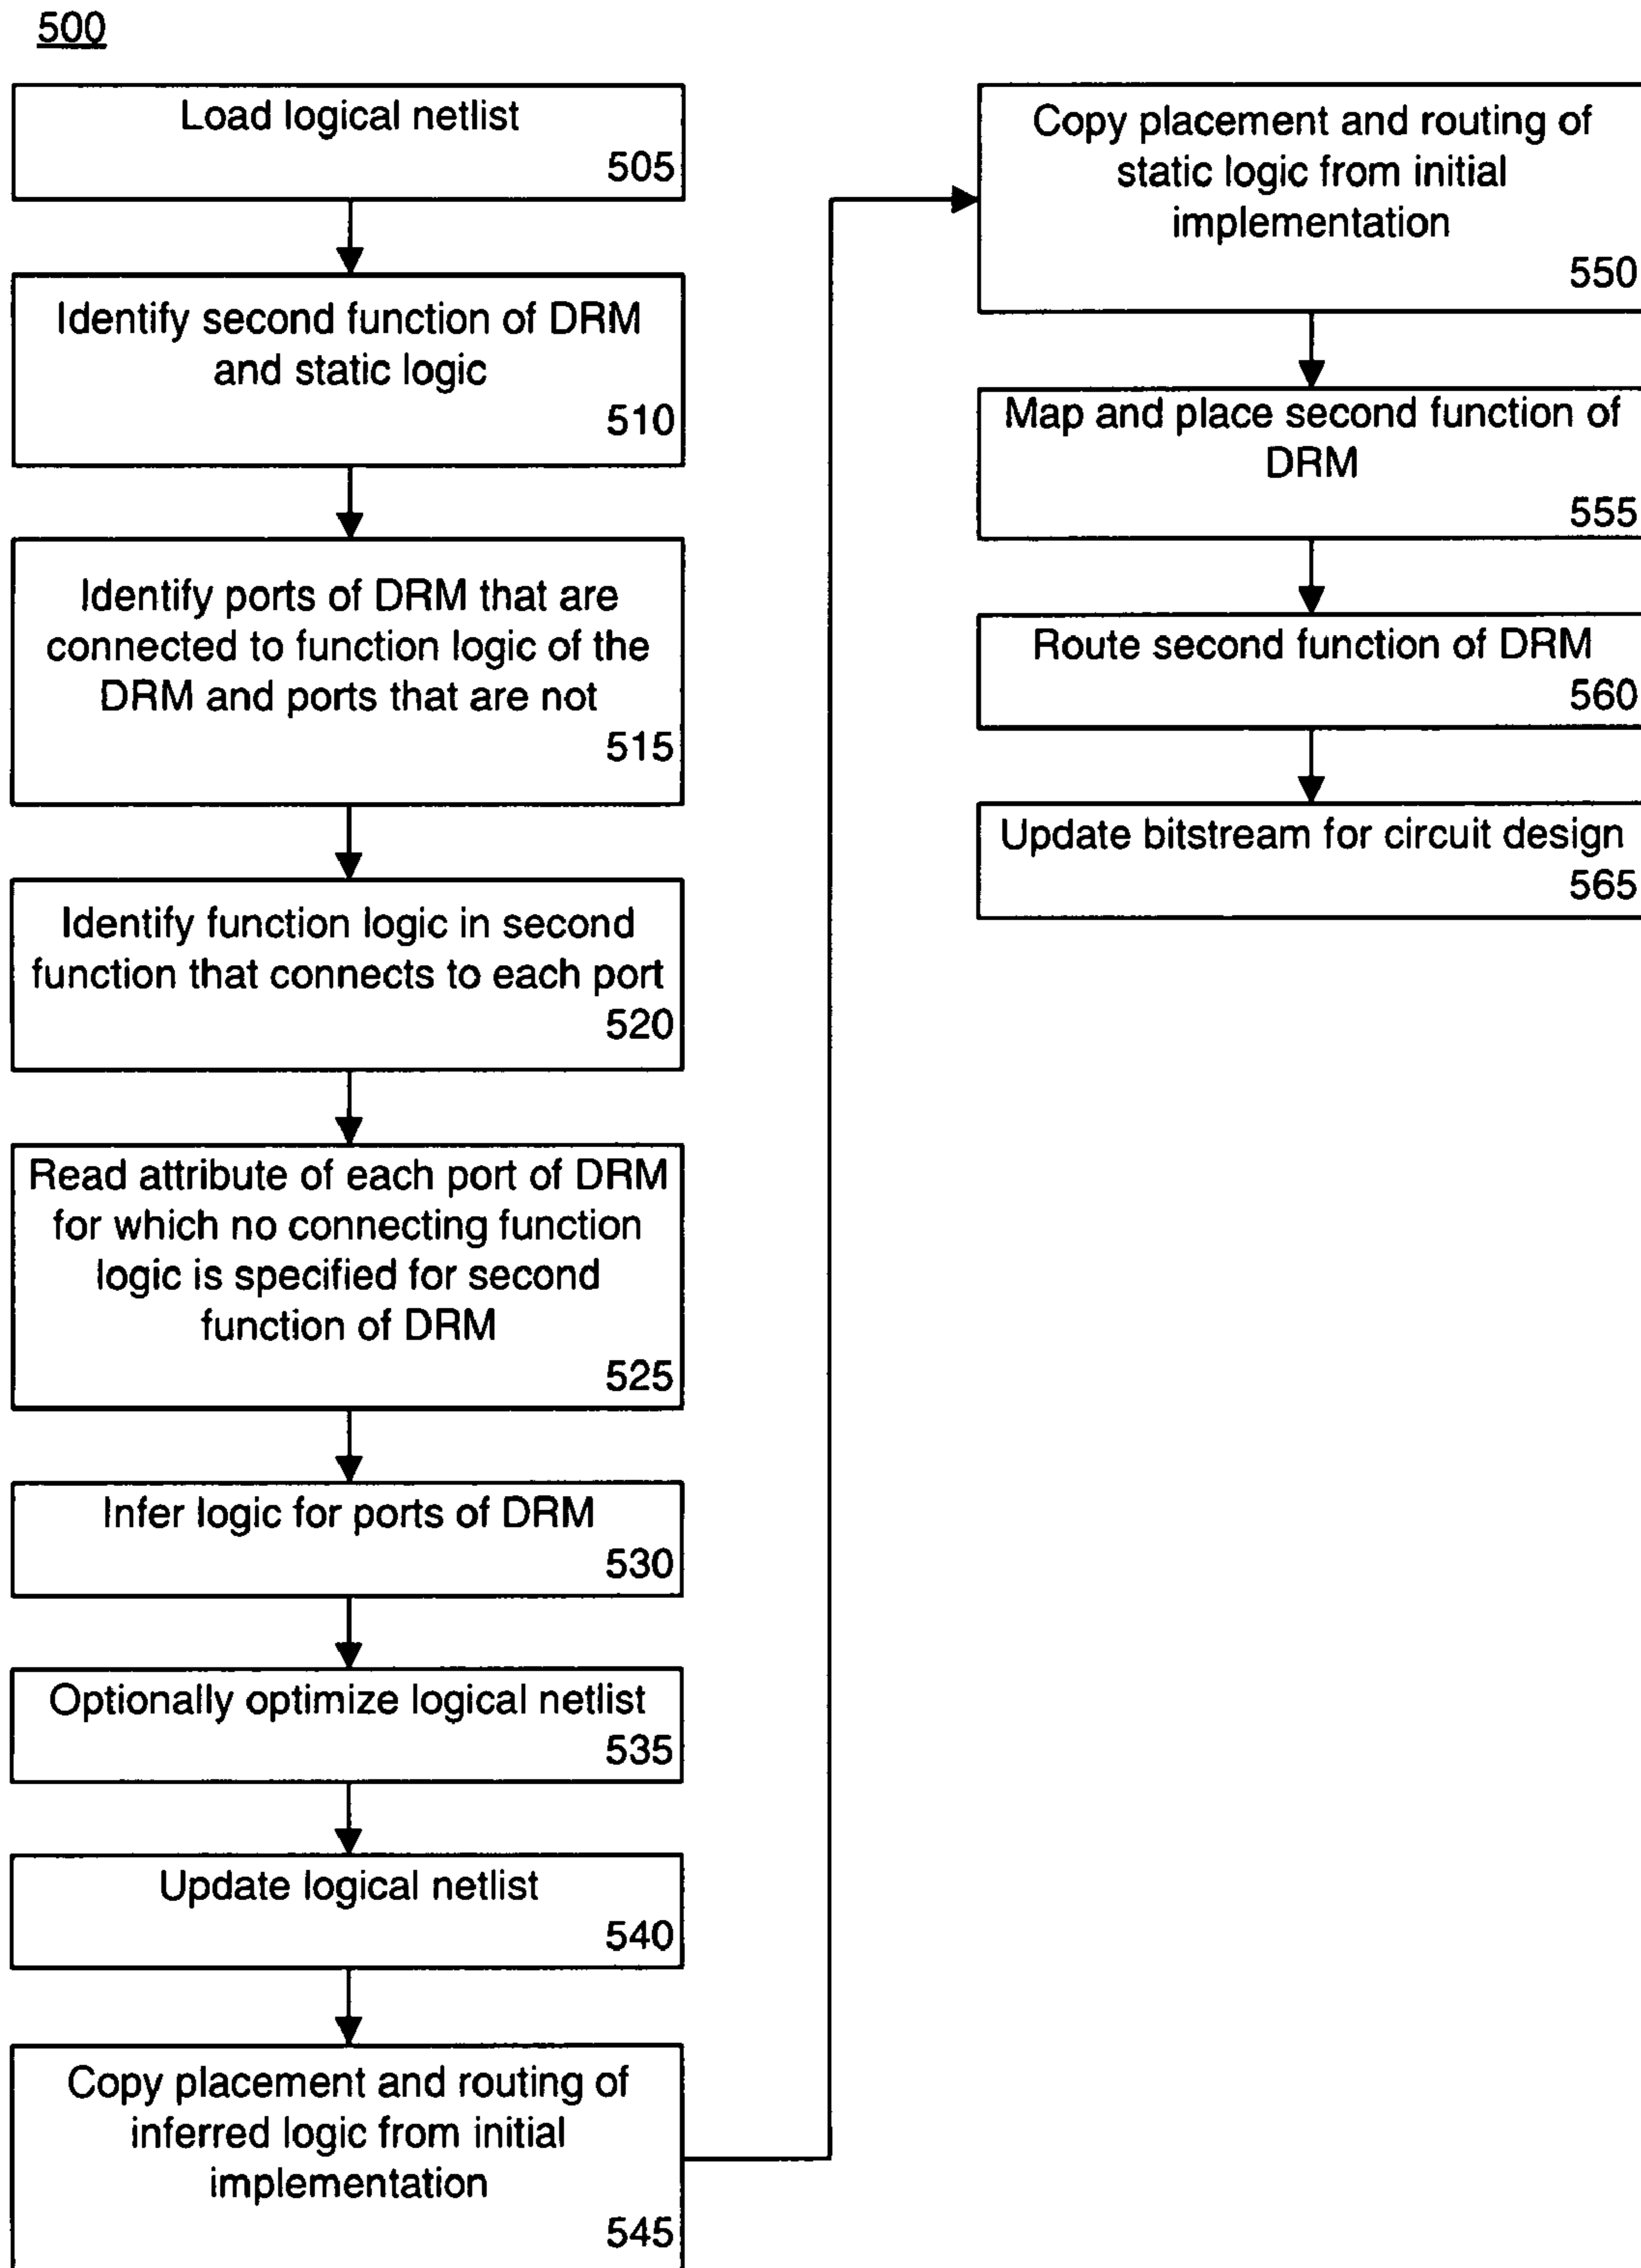 500
Load logical netlist
505
Identify second function of DRM
and static logic
510
Identify ports of DRM that are
connected to function logic of the
DRM and ports that are not
515
Identify function logic in second
function that connects to each port
520
Read attribute of each port of DRM
for which no connecting function
logic is specified for second
function of DRM
525
Infer logic for ports of DRM
530
Optionally optimize logical netlist
535
Update logical netlist
540
Copy placement and routing of
inferred logic from initial
implementation
545
Copy placement and routing of
static logic from initial
implementation
550
Map and place second function of
DRM
555
Route second function of DRM
560
Update bitstream for circuit design
565